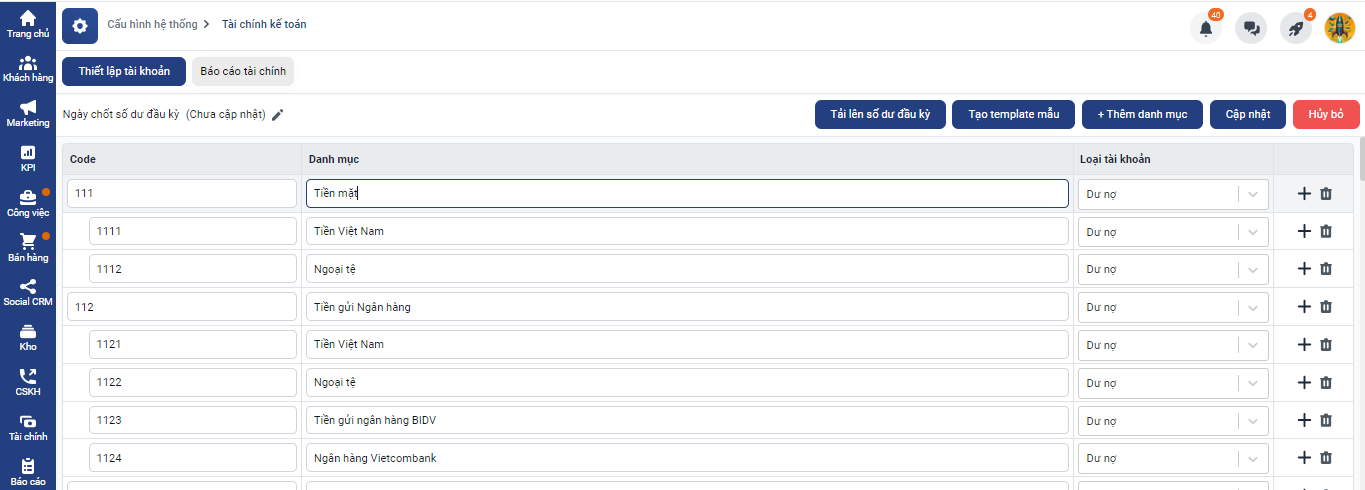 Trang chủ
Khách hàng
Marketing
KPI
Công việc
Bán hàng
Social CRM
Kho
CSKH
Tài chính
Báo cáo
Cấu hình hệ thống > Tài chính kế toán
40
4
Thiết lập tài khoản Báo cáo tài chính
Ngày chốt số dư đầu kỳ (Chưa cập nhật) Tải lên số dư đầu kỳ Tạo template mẫu + Thêm danh mục Cập nhật Hủy bỏ
Code Danh mục Loại tài khoản
111 Tiền mặt Dư nợ
1111 Tiền Việt Nam Dư nợ
1112 Ngoại tệ Dư nợ
112 Tiền gửi Ngân hàng Dư nợ
1121 Tiền Việt Nam Dư nợ
1122 Ngoại tệ Dư nợ
1123 Tiền gửi ngân hàng BIDV Dư nợ
1124 Ngân hàng Vietcombank Dư nợ